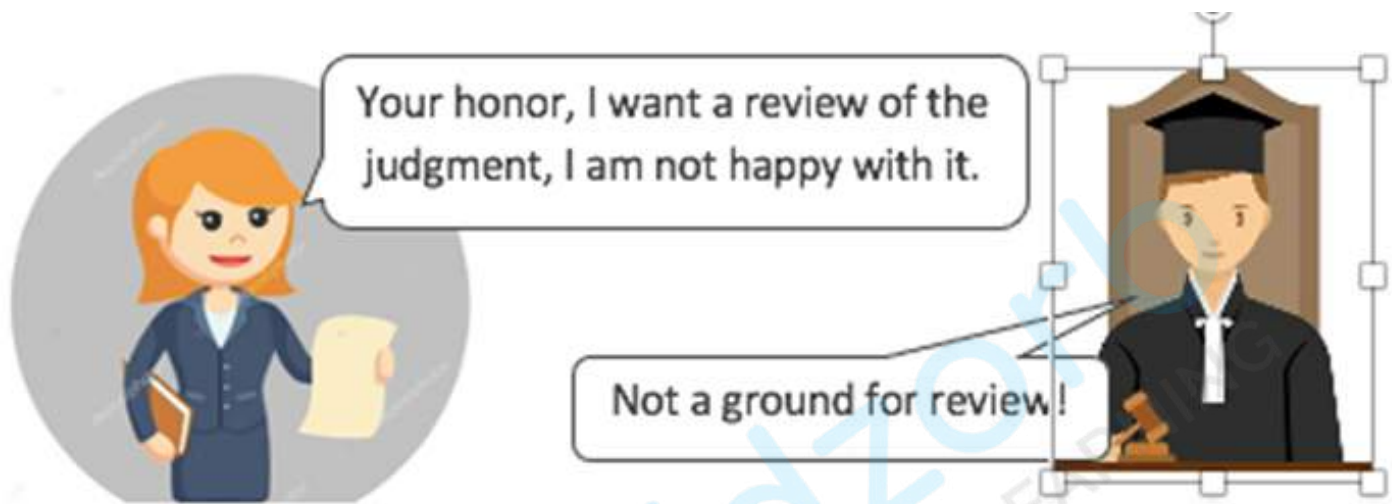 Your honor, I want a review of the
judgment, I am not happy with it.
Not a ground for review!